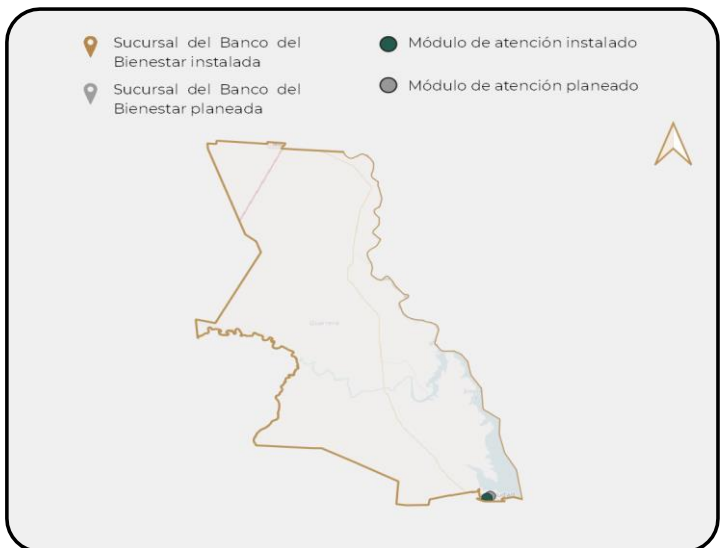 Sucursal del Banco del
Bienestar instalada
Sucursal del Banco del
Bienestar planeada
Módulo de atención instalado
Módulo de atención planeado